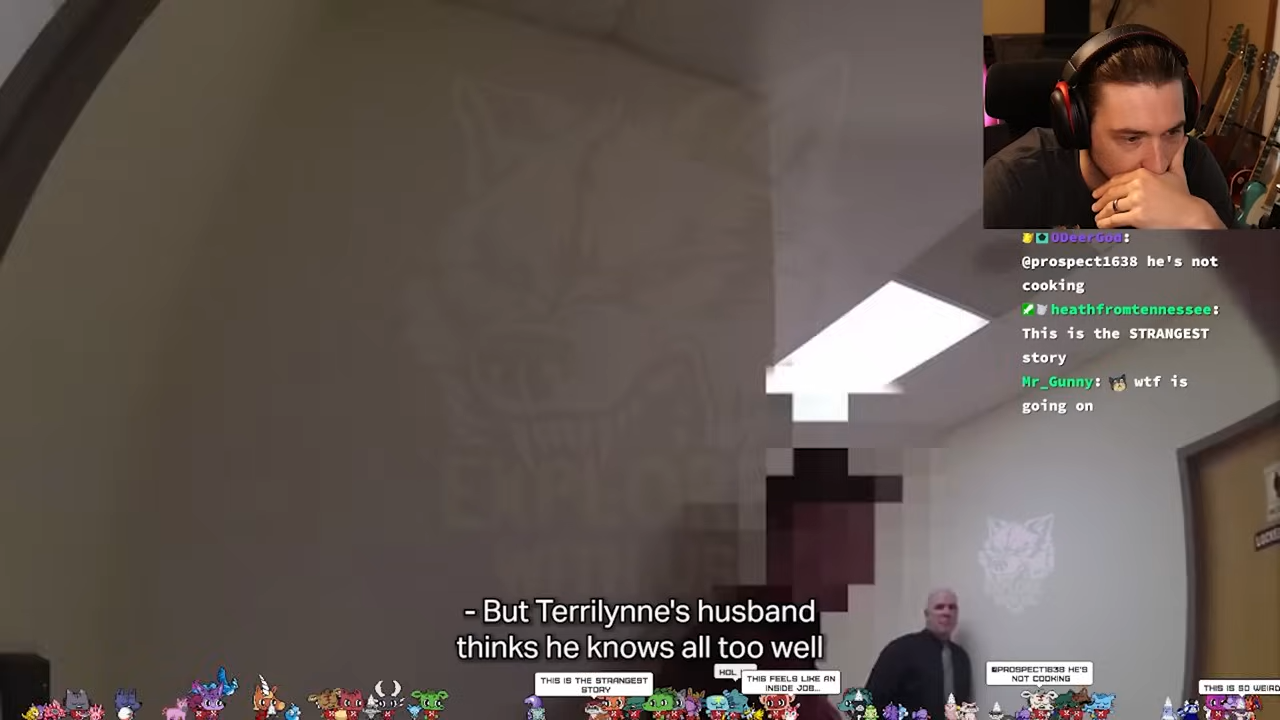 ODeerGod:
@prospect1638 he's not
cooking
heathfromtennessee:
This is the STRANGEST
story
Mr_Gunny: wtf is
going on
- But Terrilynne's husband
thinks he knows all too well
THIS IS THE STRANGEST
STORY
HOL
THIS FEELS LIKE AN
INSIDE JOB...
@PROSPECT1638 HE'S
NOT COOKING
THIS IS SO WEIRD